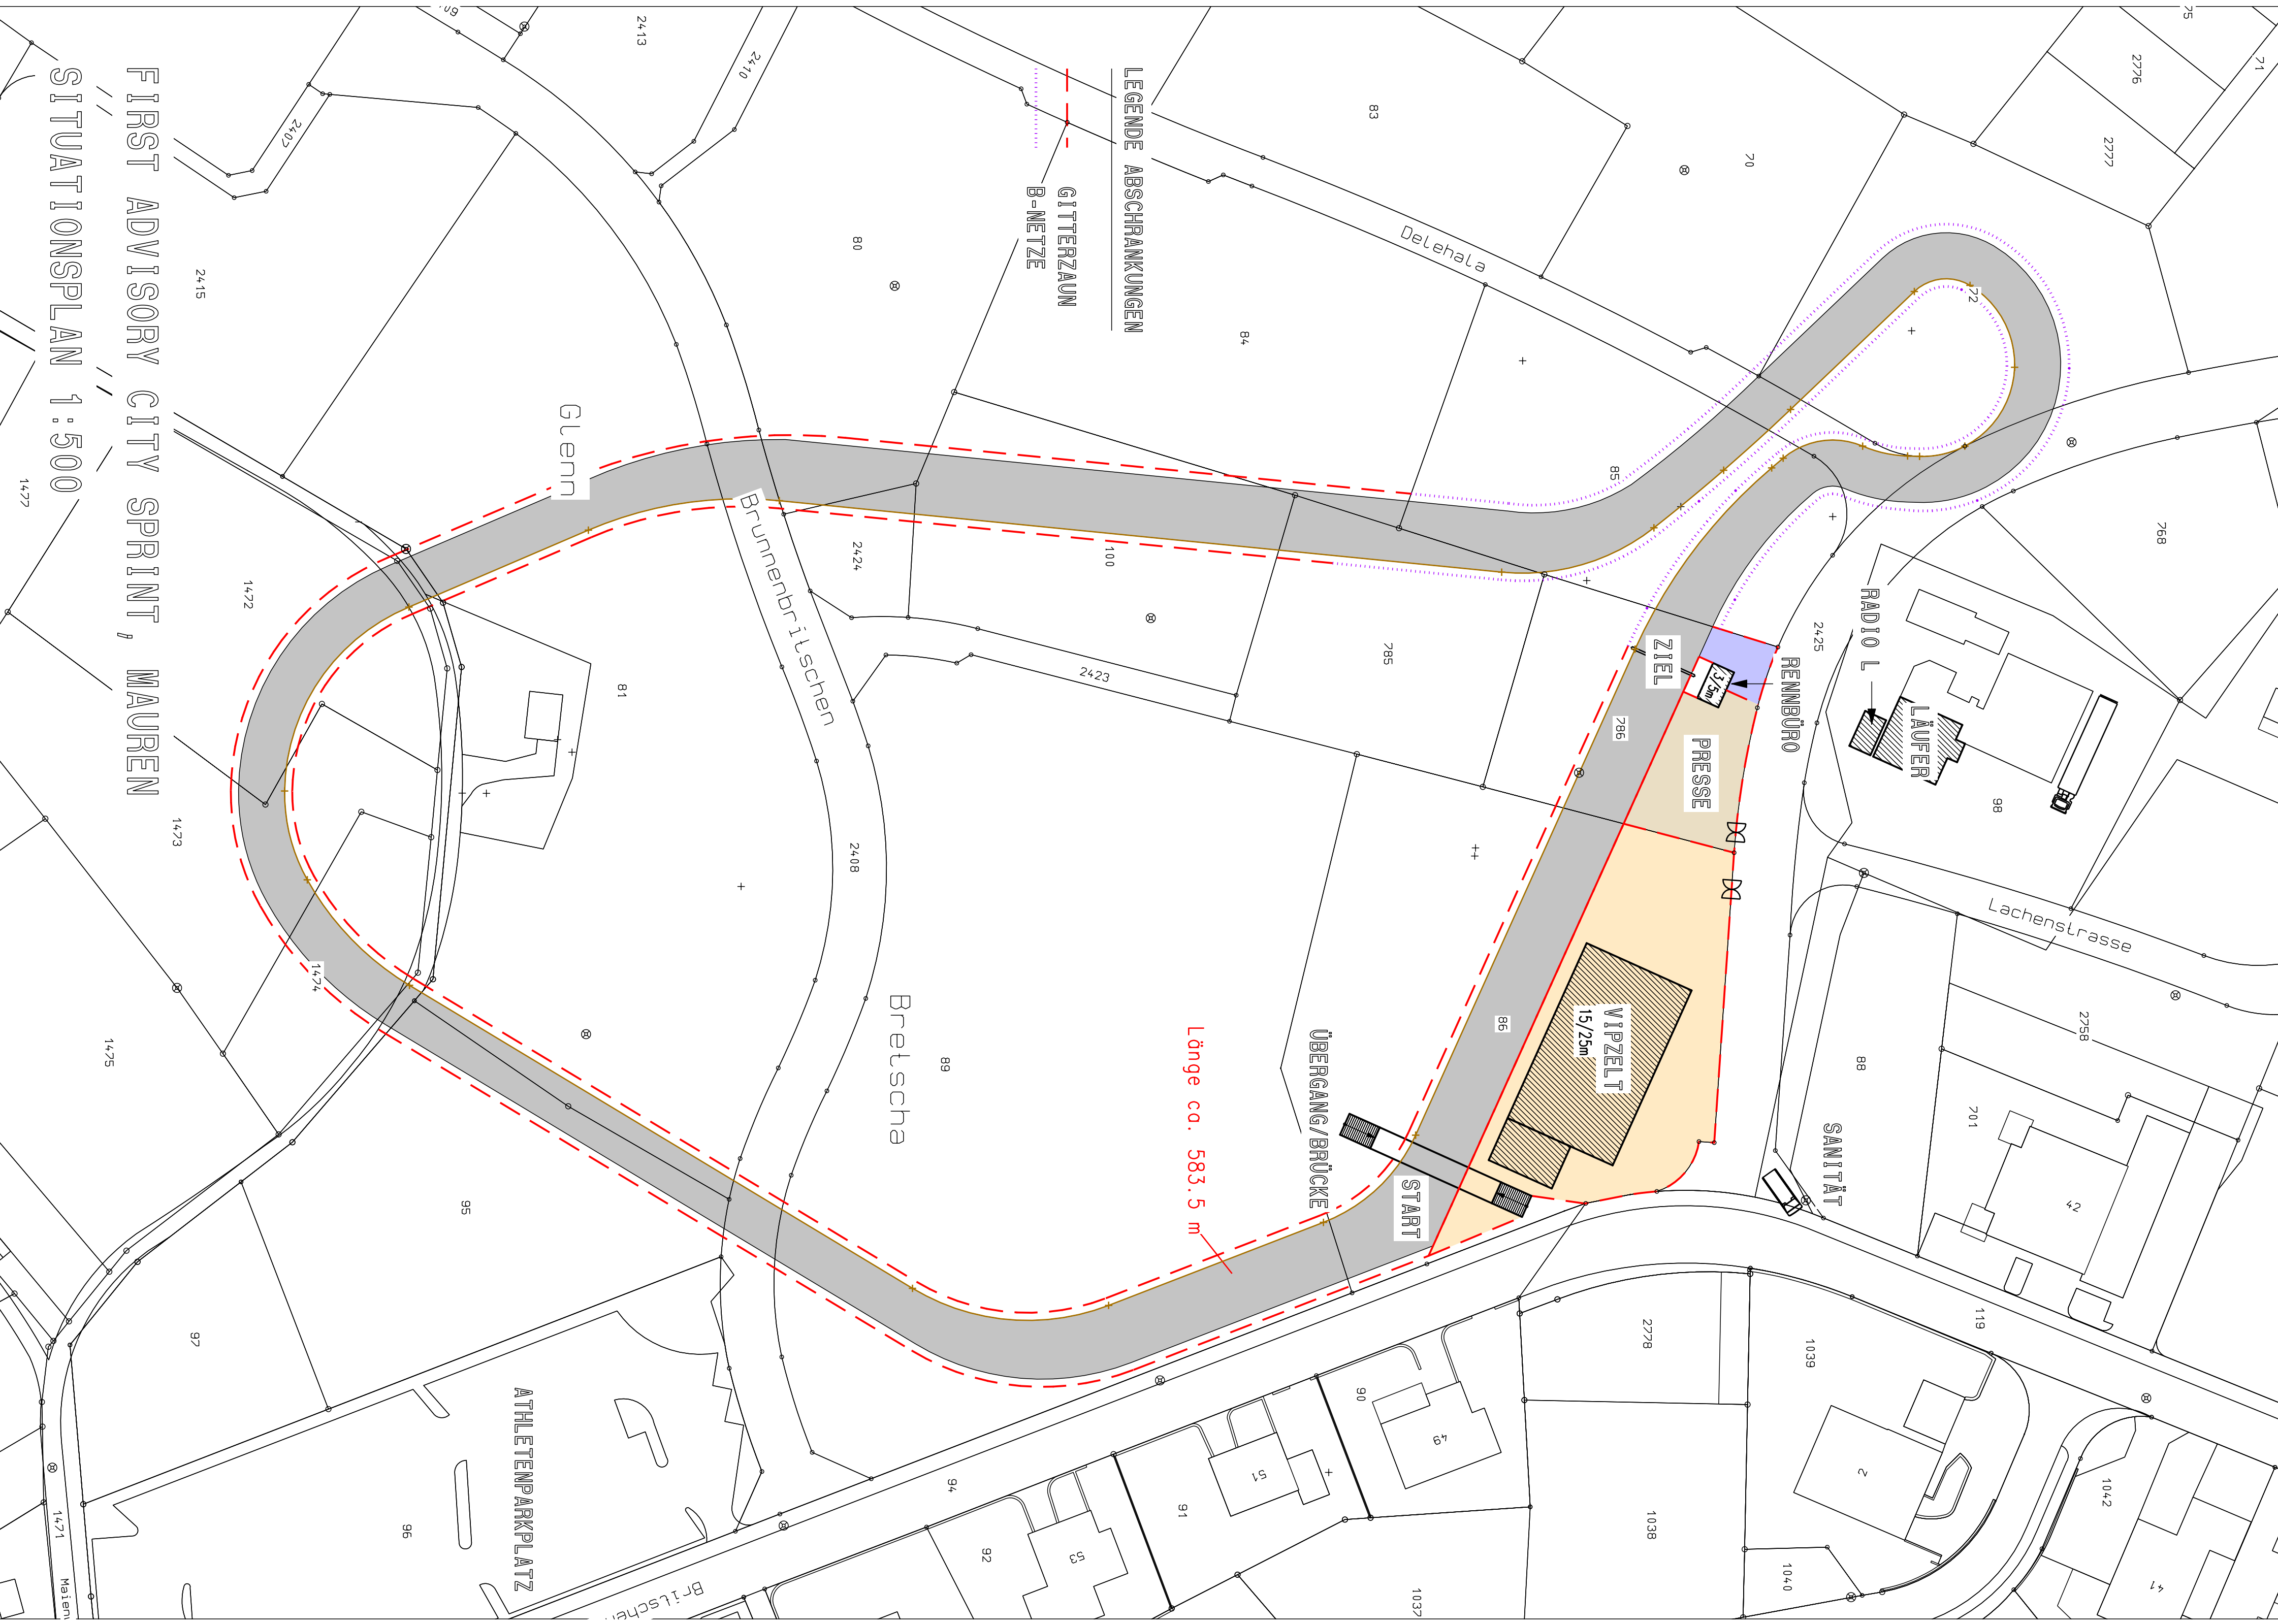 FIRST ADVISORY CITY SPRINT, MAUREN
SITUATIONSPLAN 1:500
LEGENDE ABSCHRANKUNGEN
GITTERZAUN
B-NETZE
Delehala
Glenn
Brunnenbritschen
Bretscha
Lachenstrasse
Britschen
RADIO L
LÄUFER
RENNBÜRO
3/5m
ZIEL
PRESSE
VIPZELT
15/25m
SANITÄT
START
ÜBERGANG/BRÜCKE
Länge ca. 583.5 m
ATHLETENPARKPLATZ
75
71
2776
2777
70
83
2413
2410
2407
2415
80
84
72
85
768
2425
98
100
2424
2423
785
786
81
1472
1477
1473
1474
1475
2408
89
86
88
2758
701
42
95
97
96
1471
94
92
53
91
51
90
49
2778
1039
119
2
1038
1037
1040
1042
41